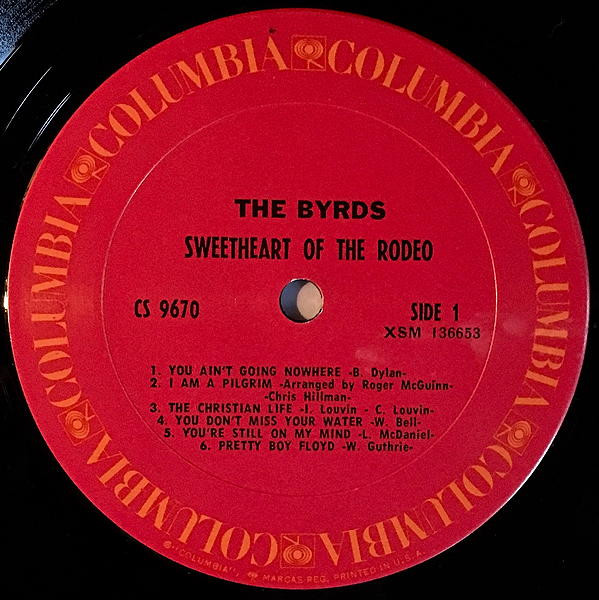 COLUMBIA COLUMBIA COLUMBIA COLUMBIA COLUMBIA COLUMBIA COLUMBIA
THE BYRDS
SWEETHEART OF THE RODEO
CS 9670
SIDE 1
XSM 136653
1. YOU AIN'T GOING NOWHERE -B. Dylan-
2. I AM A PILGRIM -Arranged by Roger McGuinn-
-Chris Hillman-
3. THE CHRISTIAN LIFE -I. Louvin - C. Louvin-
4. YOU DON'T MISS YOUR WATER -W. Bell-
5. YOU'RE STILL ON MY MIND -L. McDaniel-
6. PRETTY BOY FLOYD -W. Guthrie-
®"COLUMBIA", MARCAS REG. PRINTED IN U.S.A.